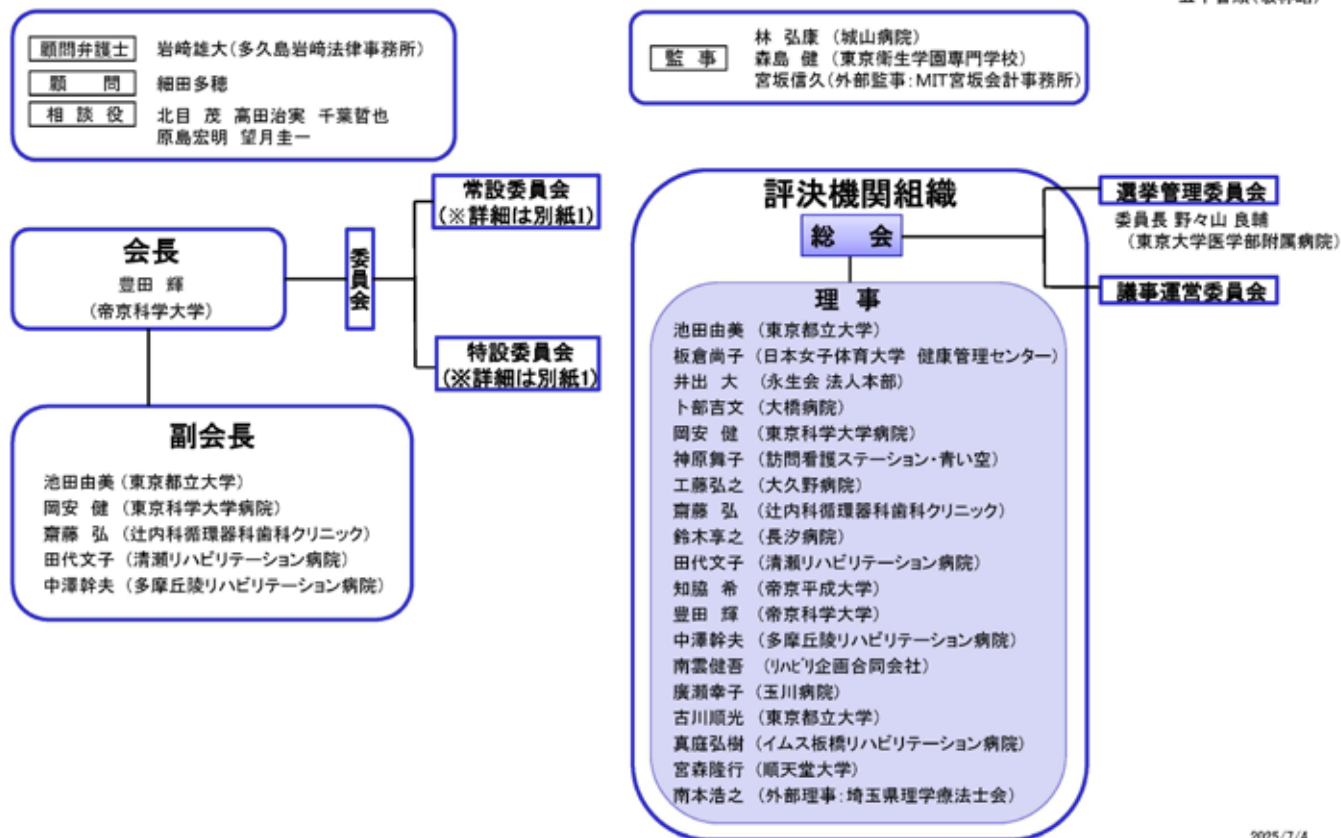 顧問弁護士 岩崎雄大(多久島岩崎法律事務所)
顧 問 細田多穂
相 談 役 北目 茂 高田治実 千葉哲也
原島宏明 望月圭一
監 事
林 弘康 (城山病院)
森島 健 (東京衛生学園専門学校)
宮坂信久(外部監事:MIT宮坂会計事務所)
会長
豊田 輝
(帝京科学大学)
委員会
常設委員会
(※詳細は別紙1)
特設委員会
(※詳細は別紙1)
副会長
池田由美 (東京都立大学)
岡安 健 (東京科学大学病院)
齋藤 弘 (辻内科循環器科歯科クリニック)
田代文子 (清瀬リハビリテーション病院)
中澤幹夫 (多摩丘陵リハビリテーション病院)
評決機関組織
総 会
選挙管理委員会
委員長 野々山 良輔
(東京大学医学部附属病院)
議事運営委員会
理 事
池田由美 (東京都立大学)
板倉尚子 (日本女子体育大学 健康管理センター)
井出 大 (永生会 法人本部)
卜部吉文 (大橋病院)
岡安 健 (東京科学大学病院)
神原舞子 (訪問看護ステーション・青い空)
工藤弘之 (大久野病院)
齋藤 弘 (辻内科循環器科歯科クリニック)
鈴木享之 (長汐病院)
田代文子 (清瀬リハビリテーション病院)
知脇 希 (帝京平成大学)
豊田 輝 (帝京科学大学)
中澤幹夫 (多摩丘陵リハビリテーション病院)
南雲健吾 (リハビリ企画合同会社)
廣瀬幸子 (玉川病院)
古川順光 (東京都立大学)
真庭弘樹 (イムス板橋リハビリテーション病院)
宮森隆行 (順天堂大学)
南本浩之 (外部理事:埼玉県理学療法士会)
2025/7/4